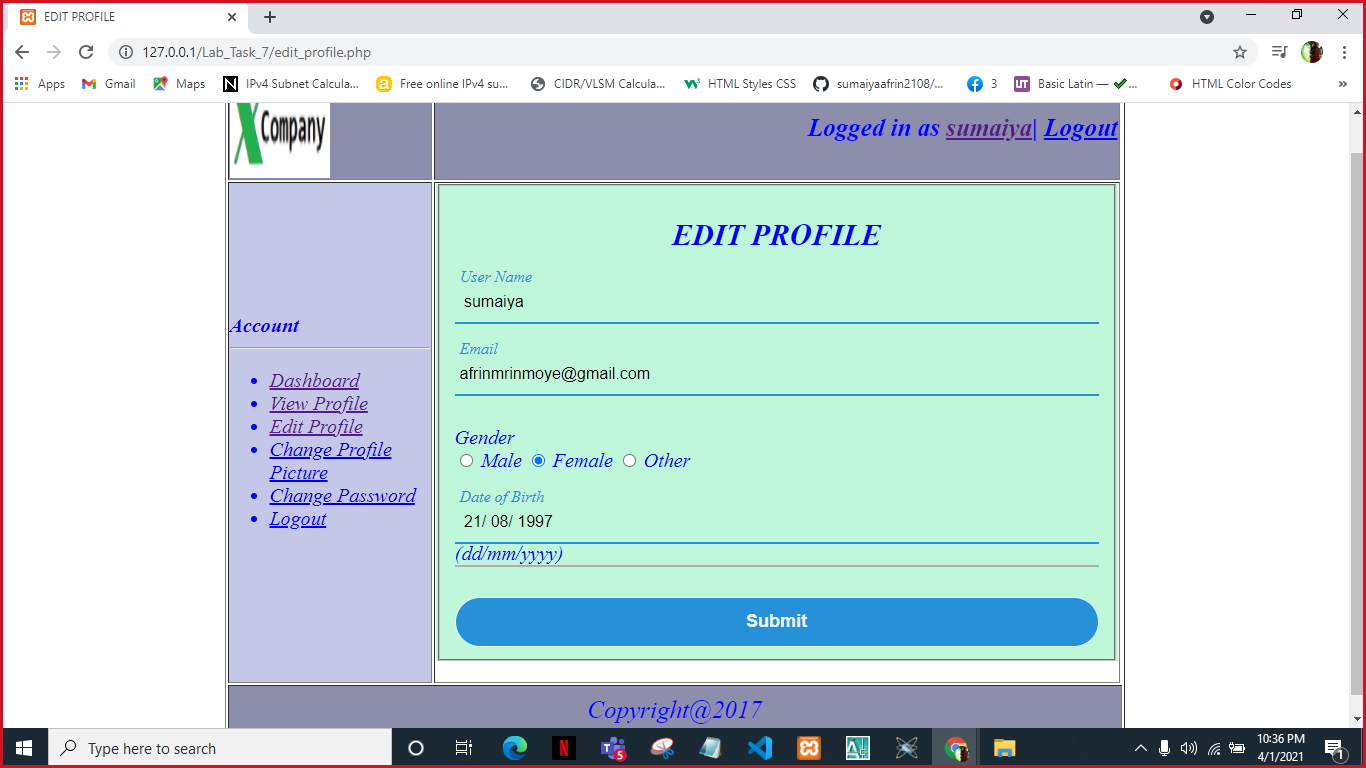 EDIT PROFILE
127.0.0.1/Lab_Task_7/edit_profile.php
Apps Gmail Maps IPv4 Subnet Calcula... Free online IPv4 su... CIDR/VLSM Calcula... HTML Styles CSS sumaiyaafrin2108/... 3 Basic Latin — ✔... HTML Color Codes »
X Company
Logged in as sumaiya| Logout
EDIT PROFILE
User Name
sumaiya
Email
afrinmrinmoye@gmail.com
Gender
Male Female Other
Date of Birth
21/ 08/ 1997
(dd/mm/yyyy)
Submit
Account
Dashboard
View Profile
Edit Profile
Change Profile
Picture
Change Password
Logout
Copyright@2017
Type here to search
5
10:36 PM
4/1/2021
1